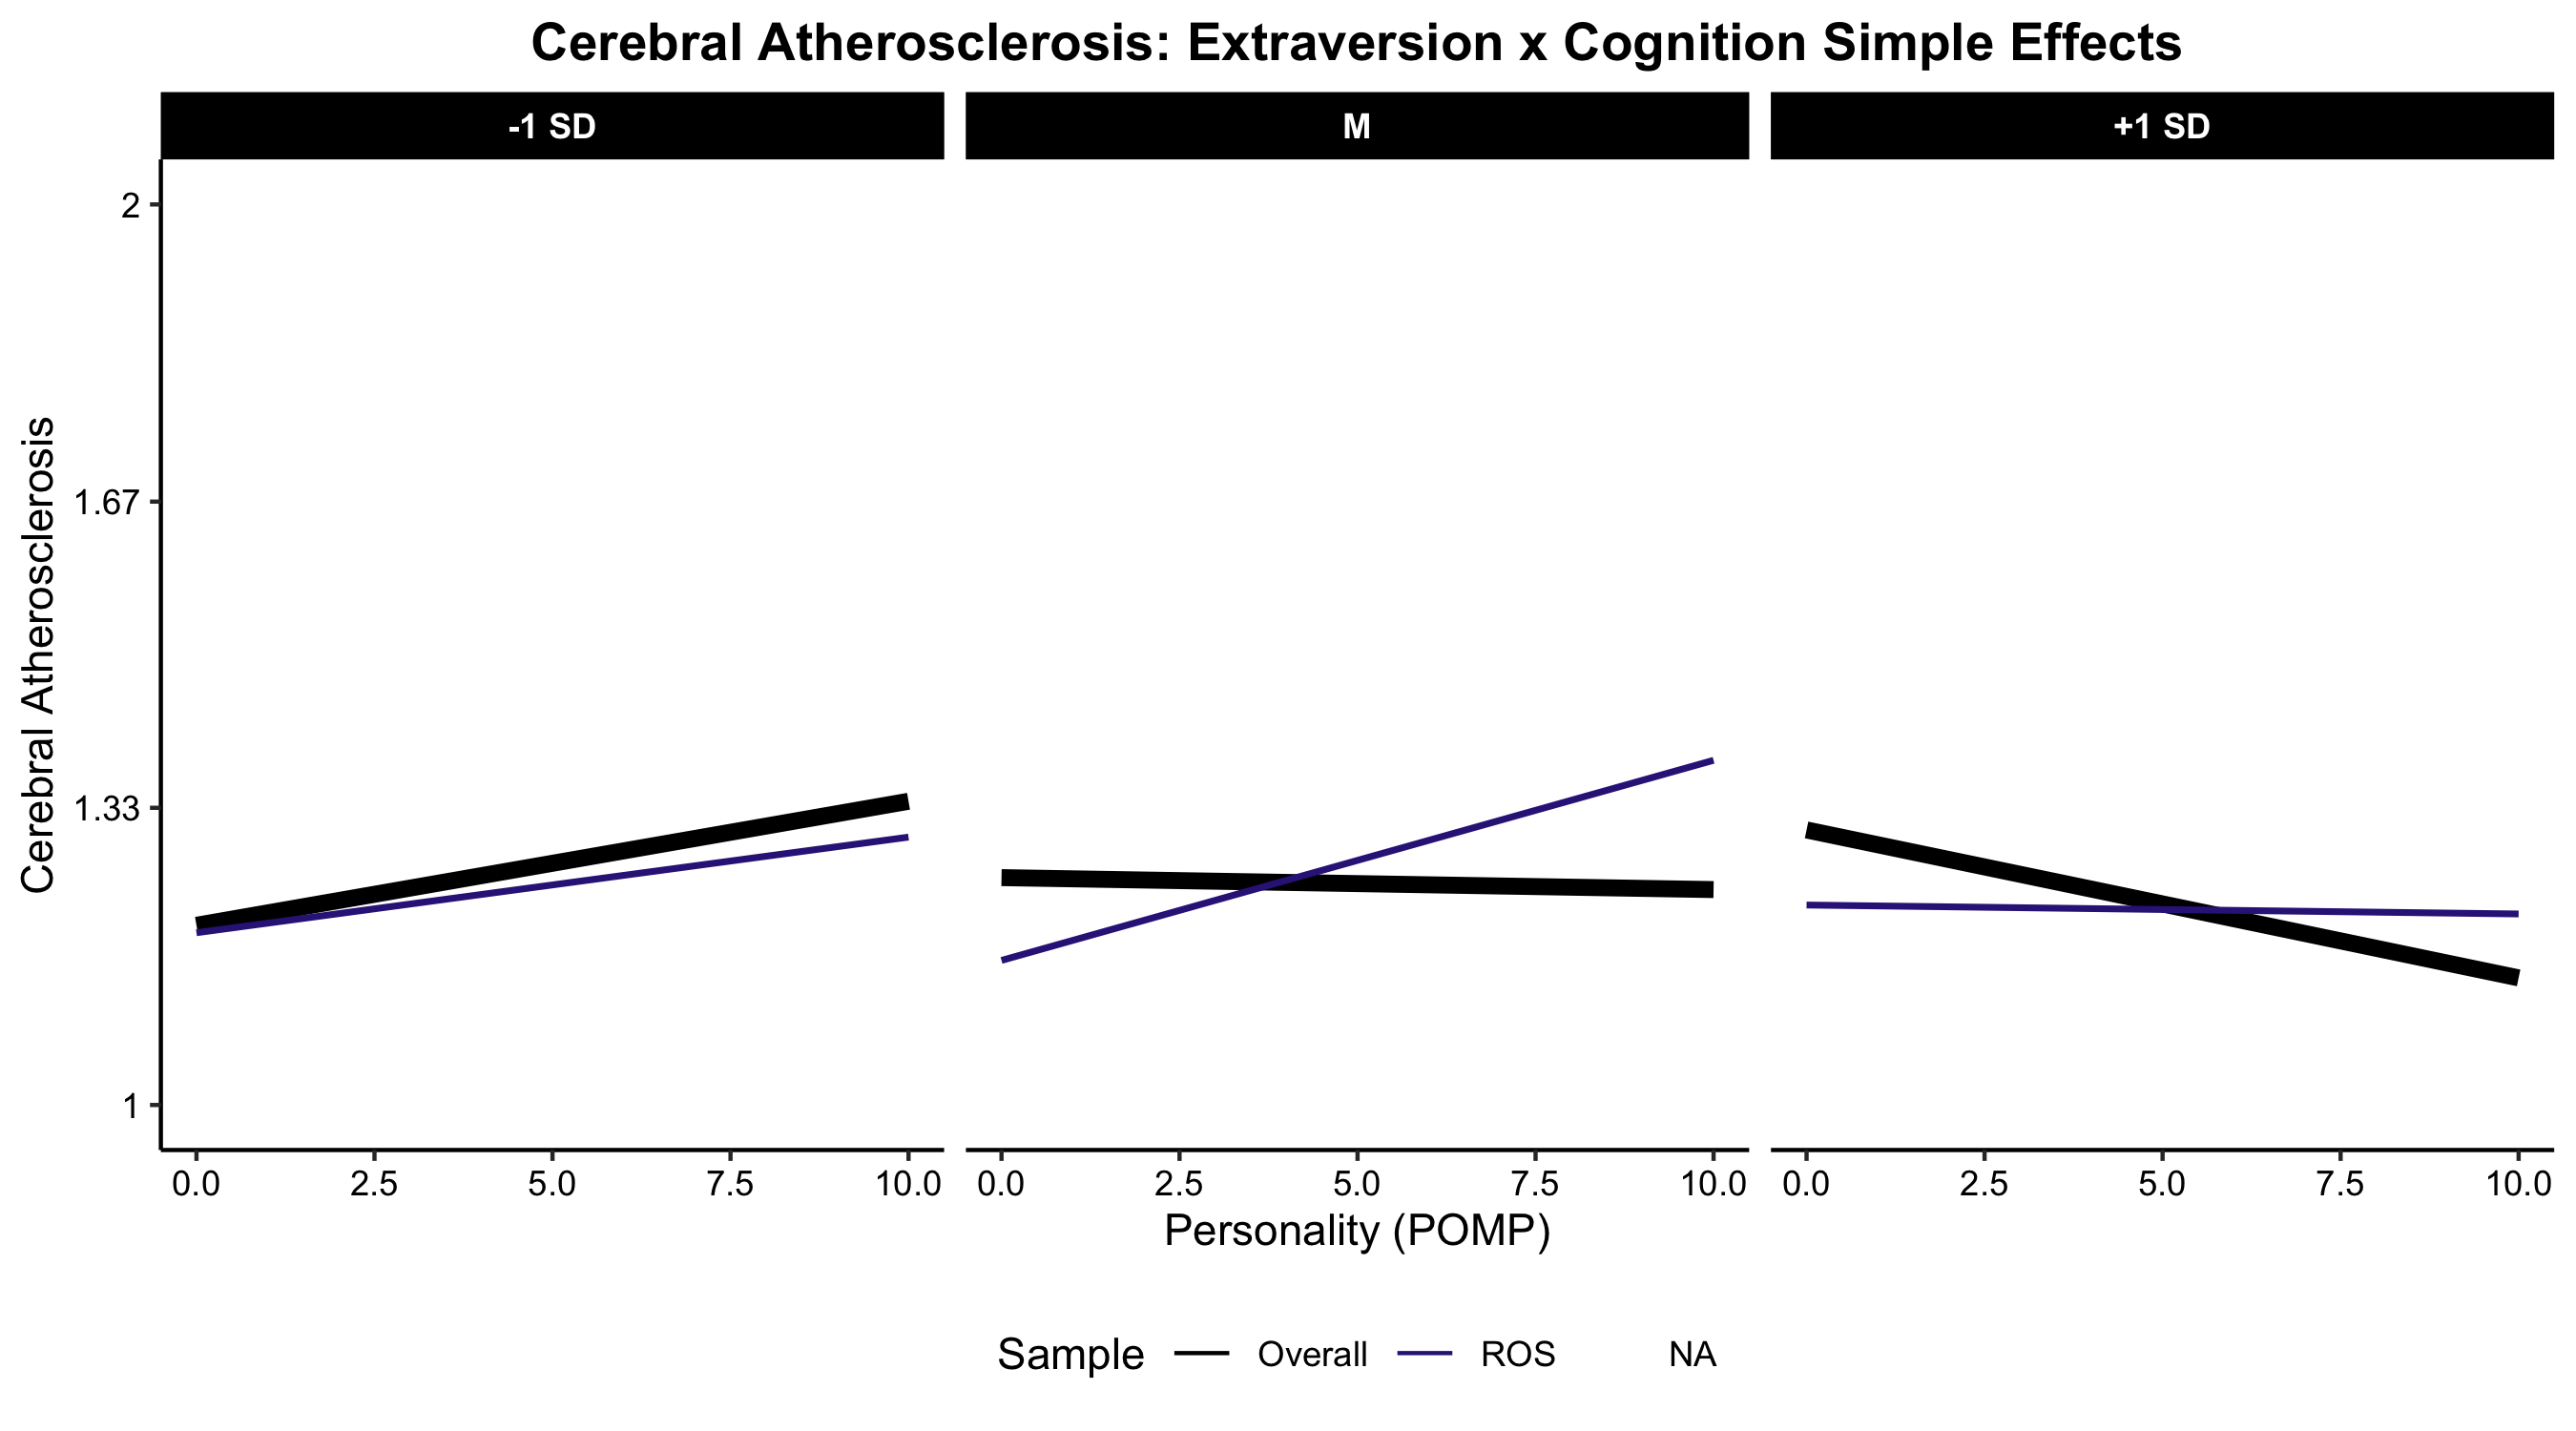 Cerebral Atherosclerosis: Extraversion x Cognition Simple Effects
-1 SD
M
+1 SD
Cerebral Atherosclerosis
2
1.67
1.33
1
0.0 2.5 5.0 7.5 10.0
0.0 2.5 5.0 7.5 10.0
0.0 2.5 5.0 7.5 10.0
Personality (POMP)
Sample Overall ROS NA